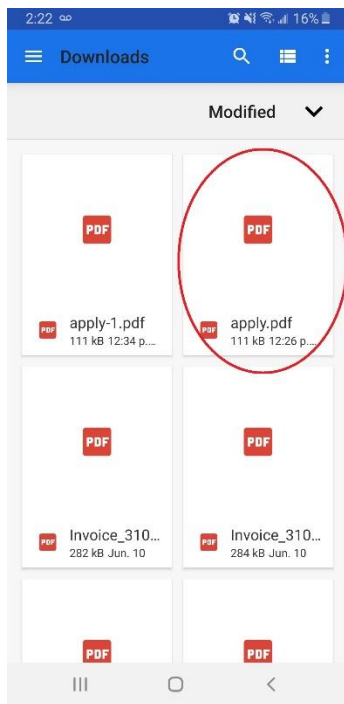 2:22 16%
Downloads
Modified
PDF PDF
PDF apply-1.pdf PDF apply.pdf
111 kB 12:34 p.... 111 kB 12:26 p....
PDF PDF
PDF Invoice_310... PDF Invoice_310...
282 kB Jun. 10 284 kB Jun. 10
PDF PDF